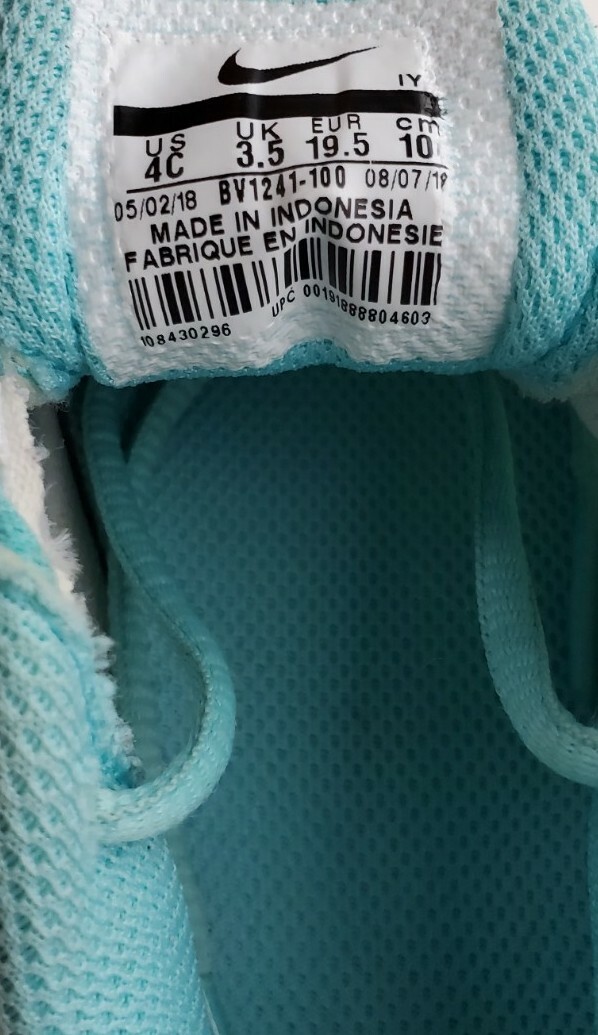 IY
US UK EUR cm
4C 3.5 19.5 10
05/02/18 BV1241-100 08/07/18
MADE IN INDONESIA
FABRIQUE EN INDONESIE
108430296 UPC 00191888804603